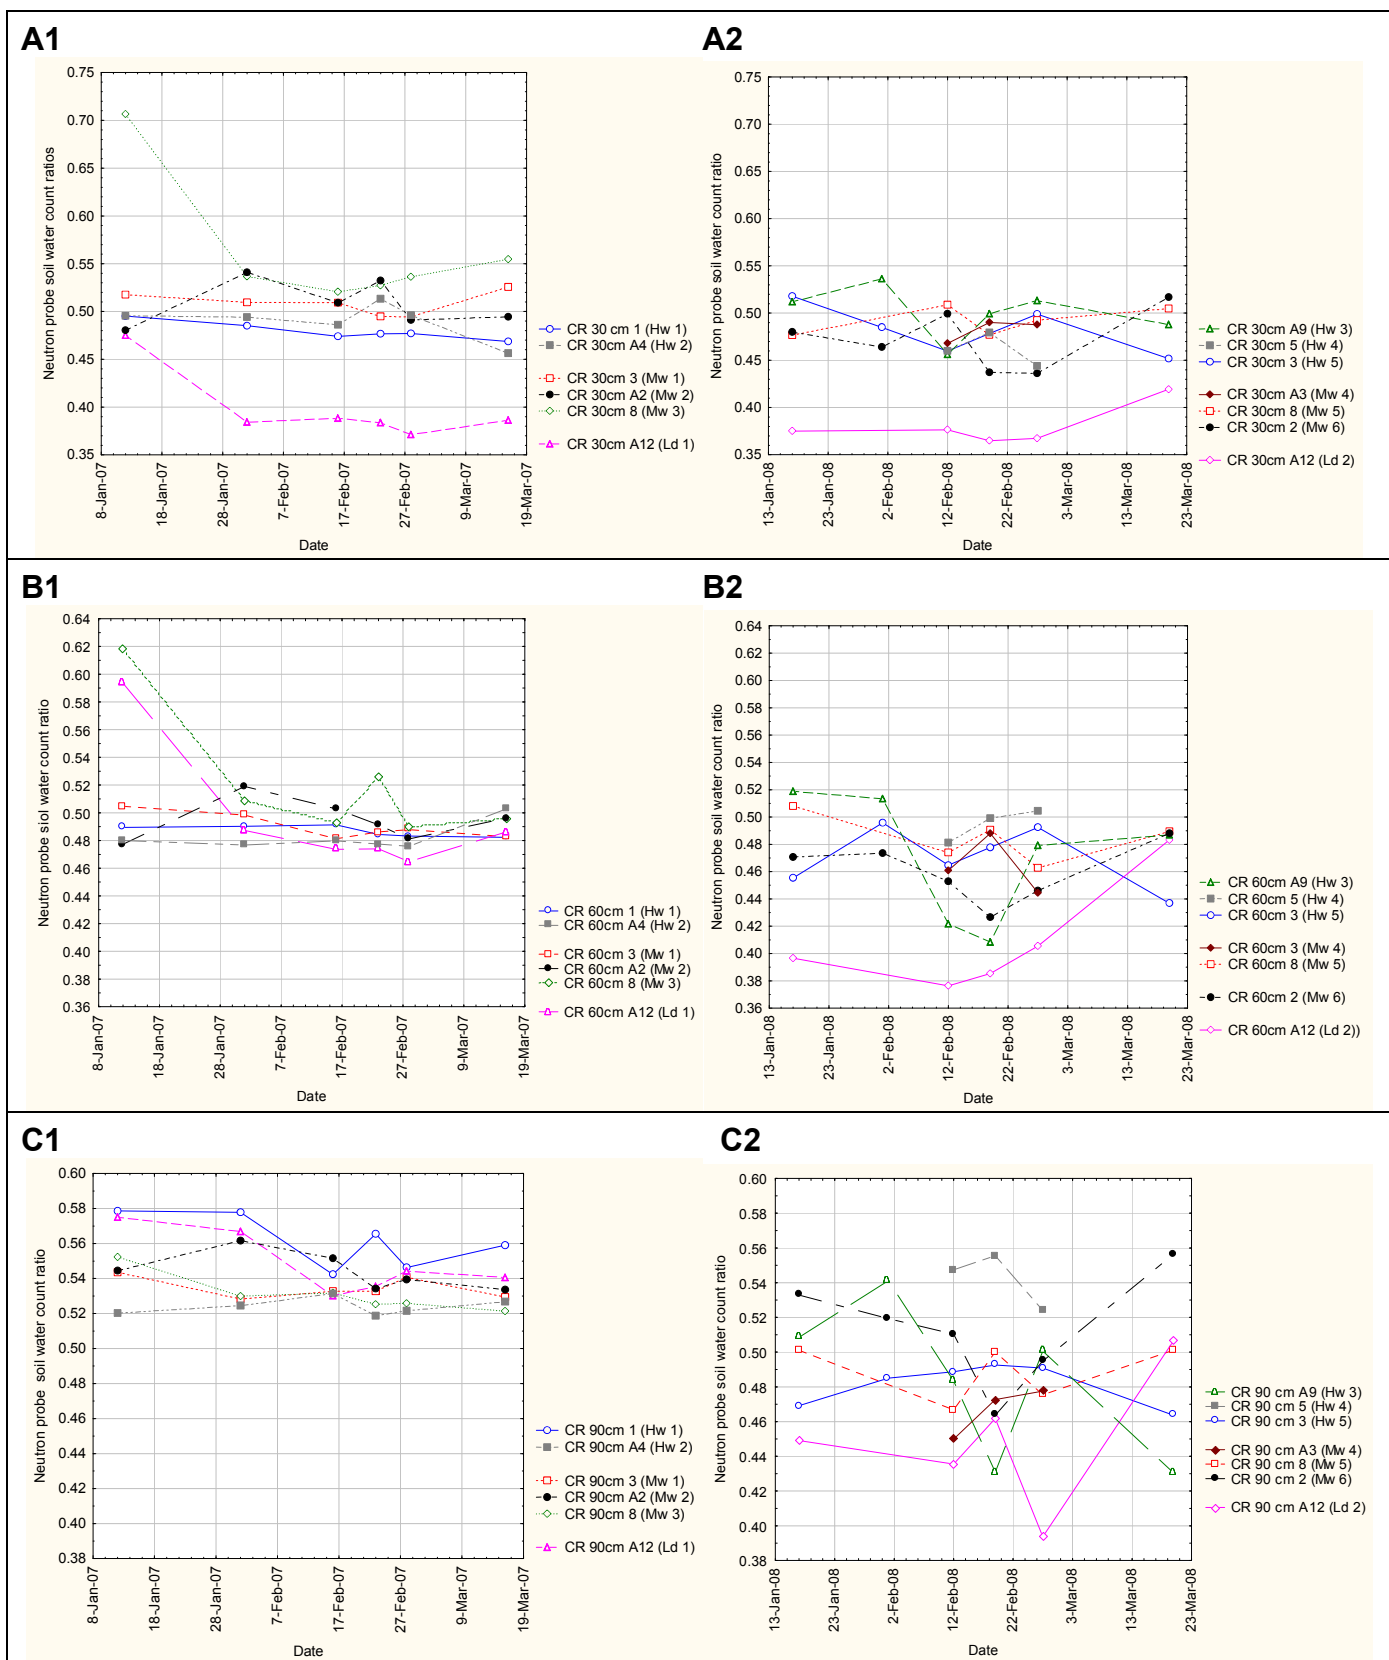 A1
Neutron probe soil water count ratios
0.75
0.70
0.65
0.60
0.55
0.50
0.45
0.40
0.35
8-Jan-07
18-Jan-07
28-Jan-07
7-Feb-07
17-Feb-07
27-Feb-07
9-Mar-07
19-Mar-07
Date
CR 30 cm 1 (Hw 1)
CR 30cm A4 (Hw 2)
CR 30cm 3 (Mw 1)
CR 30cm A2 (Mw 2)
CR 30cm 8 (Mw 3)
CR 30cm A12 (Ld 1)
A2
Neutron probe soil water count ratio
0.75
0.70
0.65
0.60
0.55
0.50
0.45
0.40
0.35
13-Jan-08
23-Jan-08
2-Feb-08
12-Feb-08
22-Feb-08
3-Mar-08
13-Mar-08
23-Mar-08
Date
CR 30cm A9 (Hw 3)
CR 30cm 5 (Hw 4)
CR 30cm 3 (Hw 5)
CR 30cm A3 (Mw 4)
CR 30cm 8 (Mw 5)
CR 30cm 2 (Mw 6)
CR 30cm A12 (Ld 2)
B1
Neutron probe siol water count ratio
0.64
0.62
0.60
0.58
0.56
0.54
0.52
0.50
0.48
0.46
0.44
0.42
0.40
0.38
0.36
8-Jan-07
18-Jan-07
28-Jan-07
7-Feb-07
17-Feb-07
27-Feb-07
9-Mar-07
19-Mar-07
Date
CR 60cm 1 (Hw 1)
CR 60cm A4 (Hw 2)
CR 60cm 3 (Mw 1)
CR 60cm A2 (Mw 2)
CR 60cm 8 (Mw 3)
CR 60cm A12 (Ld 1)
B2
Neutron probe soil water count ratio
0.64
0.62
0.60
0.58
0.56
0.54
0.52
0.50
0.48
0.46
0.44
0.42
0.40
0.38
0.36
13-Jan-08
23-Jan-08
2-Feb-08
12-Feb-08
22-Feb-08
3-Mar-08
13-Mar-08
23-Mar-08
Date
CR 60cm A9 (Hw 3)
CR 60cm 5 (Hw 4)
CR 60cm 3 (Hw 5)
CR 60cm 3 (Mw 4)
CR 60cm 8 (Mw 5)
CR 60cm 2 (Mw 6)
CR 60cm A12 (Ld 2))
C1
Neutron probe soil water count ratio
0.60
0.58
0.56
0.54
0.52
0.50
0.48
0.46
0.44
0.42
0.40
0.38
8-Jan-07
18-Jan-07
28-Jan-07
7-Feb-07
17-Feb-07
27-Feb-07
9-Mar-07
19-Mar-07
Date
CR 90cm 1 (Hw 1)
CR 90cm A4 (Hw 2)
CR 90cm 3 (Mw 1)
CR 90cm A2 (Mw 2)
CR 90cm 8 (Mw 3)
CR 90cm A12 (Ld 1)
C2
Neutron probe soil water count ratio
0.60
0.58
0.56
0.54
0.52
0.50
0.48
0.46
0.44
0.42
0.40
0.38
13-Jan-08
23-Jan-08
2-Feb-08
12-Feb-08
22-Feb-08
3-Mar-08
13-Mar-08
23-Mar-08
Date
CR 90 cm A9 (Hw 3)
CR 90 cm 5 (Hw 4)
CR 90 cm 3 (Hw 5)
CR 90 cm A3 (Mw 4)
CR 90 cm 8 (Mw 5)
CR 90 cm 2 (Mw 6)
CR 90 cm A12 (Ld 2)